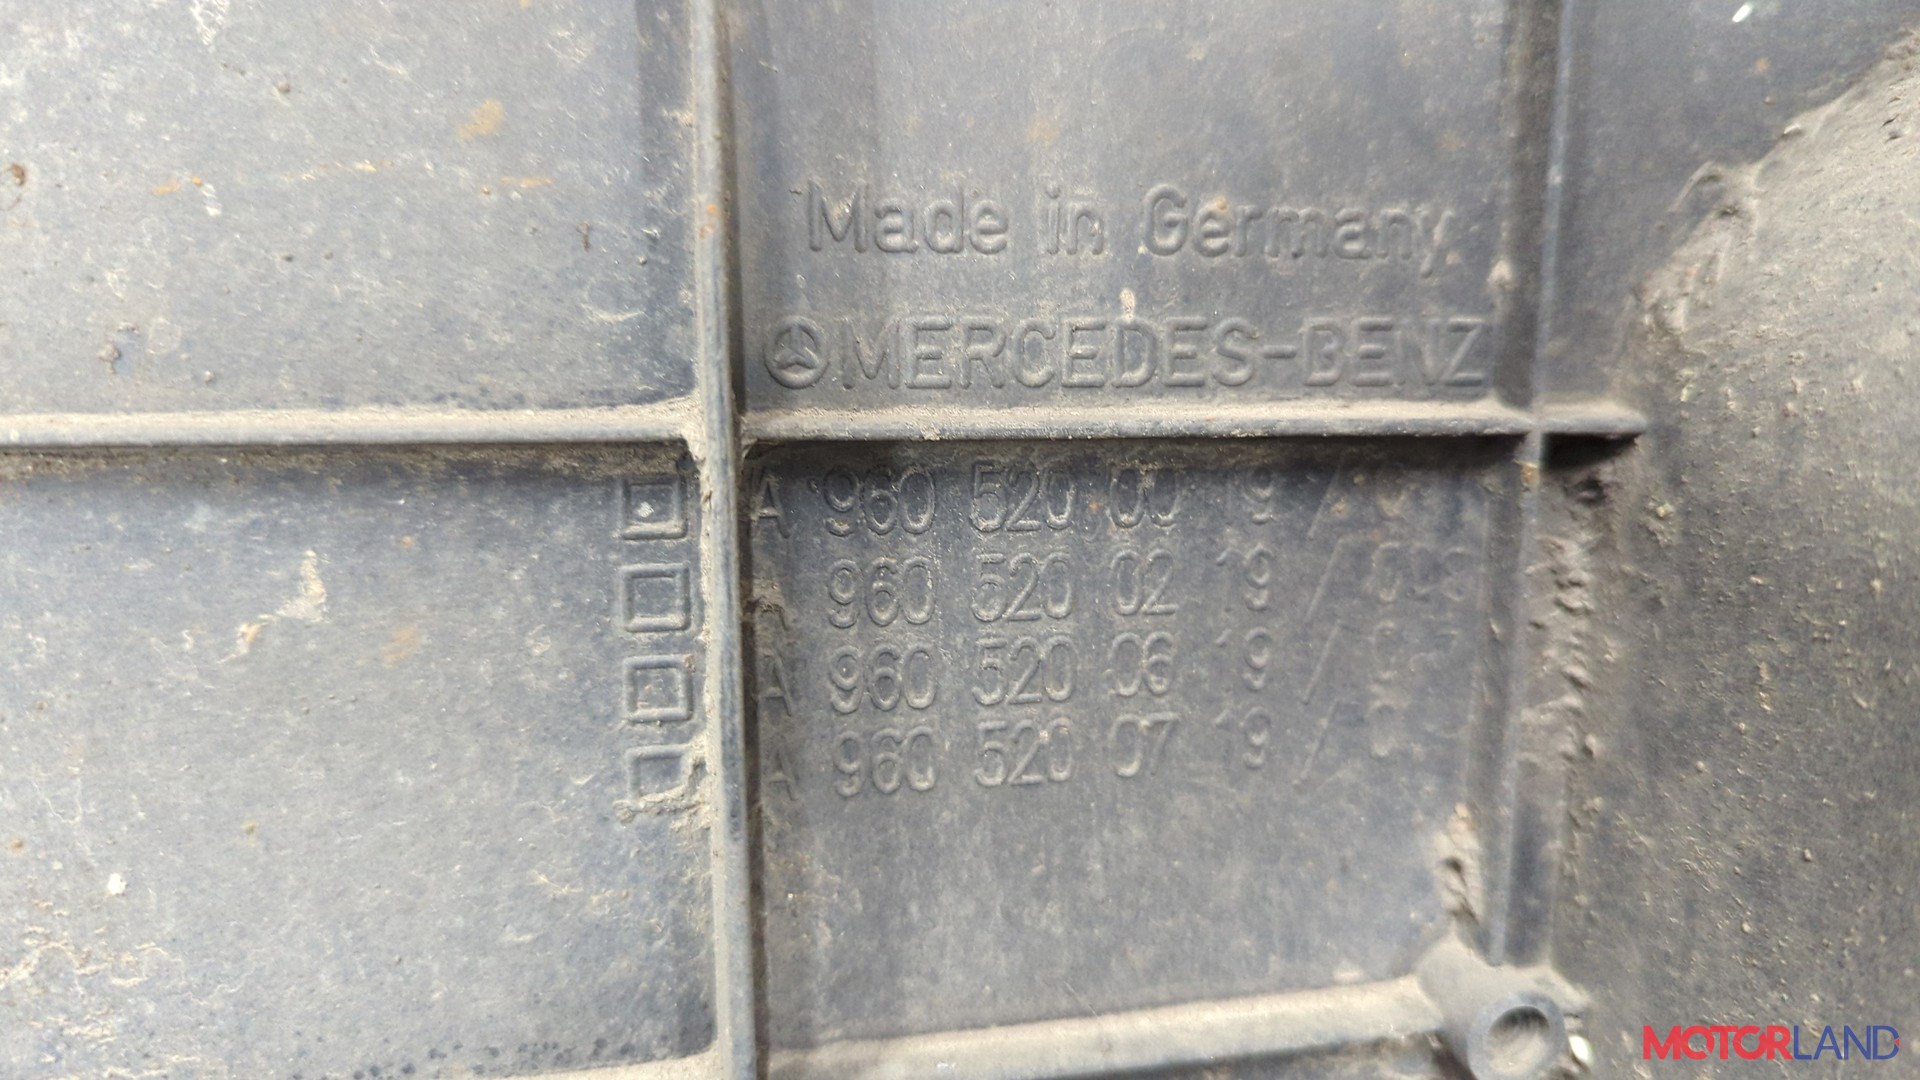 Made in Germany
MERCEDES-BENZ
A 960 520 00 19 /
A 960 520 02 19 /
A 960 520 06 19 /
A 960 520 07 19 /
MOTORLAND